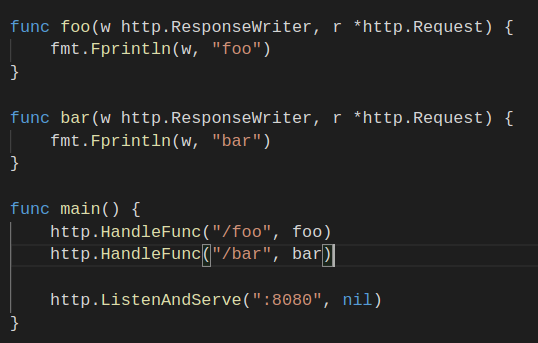 func foo(w http.ResponseWriter, r *http.Request) {
    fmt.Fprintln(w, "foo")
}
func bar(w http.ResponseWriter, r *http.Request) {
    fmt.Fprintln(w, "bar")
}
func main() {
    http.HandleFunc("/foo", foo)
    http.HandleFunc("/bar", bar)
    http.ListenAndServe(":8080", nil)
}